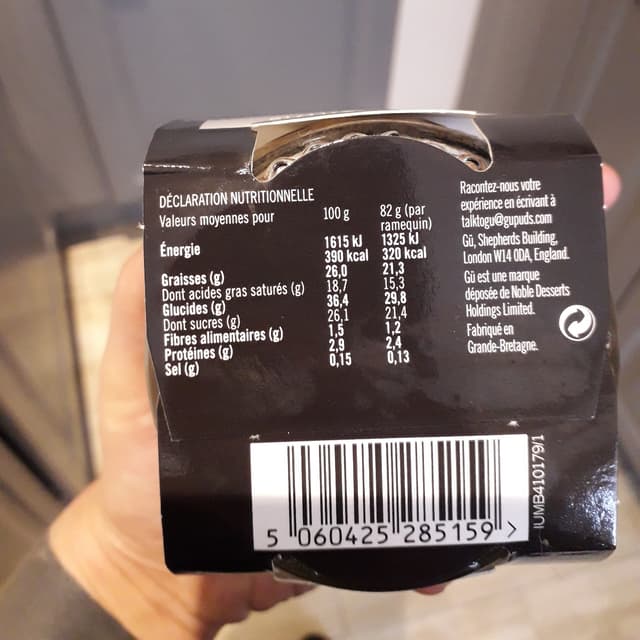 DÉCLARATION NUTRITIONNELLE
Valeurs moyennes pour 100 g 82 g (par ramequin)
Énergie 1615 kJ 1325 kJ
390 kcal 320 kcal
Graisses (g) 26,0 21,3
Dont acides gras saturés (g) 18,7 15,3
Glucides (g) 36,4 29,8
Dont sucres (g) 26,1 21,4
Fibres alimentaires (g) 1,5 1,2
Protéines (g) 2,9 2,4
Sel (g) 0,15 0,13
Racontez-nous votre
expérience en écrivant à
talktogu@gupuds.com
Gü, Shepherds Building,
London W14 0DA, England.
Gü est une marque
déposée de Noble Desserts
Holdings Limited.
Fabriqué en
Grande-Bretagne.
5 060425 285159 >
IUMB410179/1